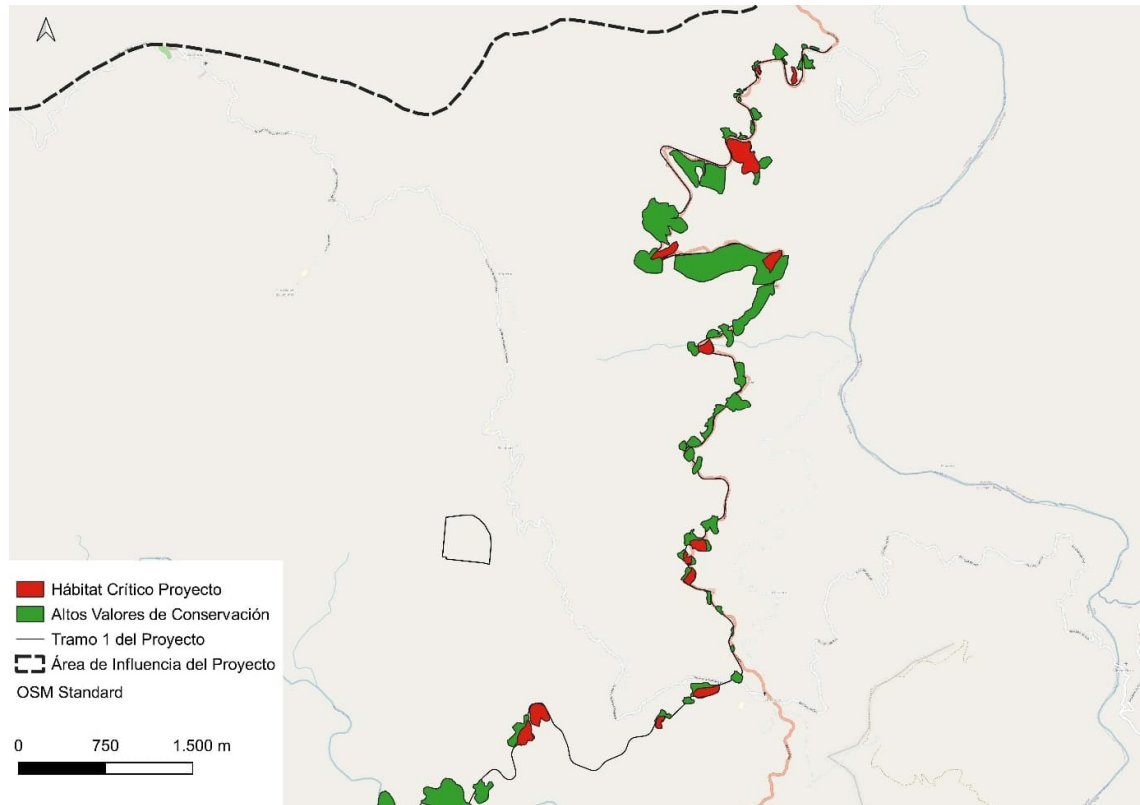 Hábitat Crítico Proyecto
Altos Valores de Conservación
Tramo 1 del Proyecto
Área de Influencia del Proyecto
OSM Standard
0 750 1.500 m